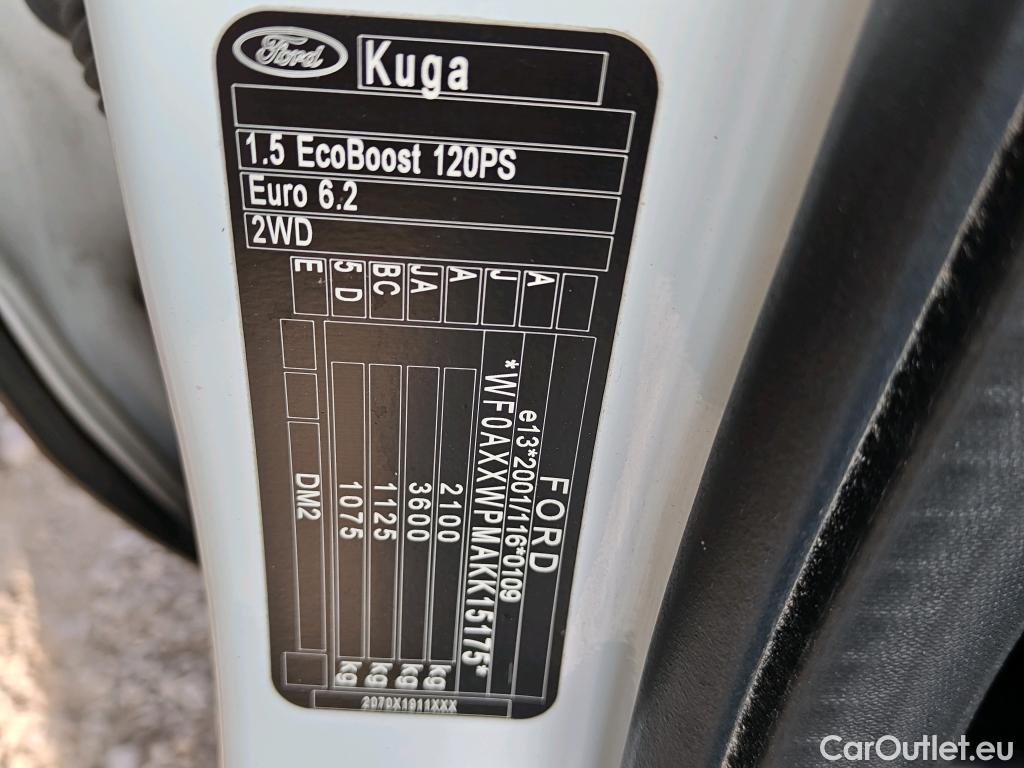 Ford
Kuga
1.5 EcoBoost 120PS
Euro 6.2
2WD
A
J
A
JA
BC
5 D
E
FORD
e13*2001/116*0109
*WF0AXXWPMAKK15175*
2100 kg
3600 kg
1125 kg
1075 kg
DM2
2070X1911XXX
CarOutlet.eu